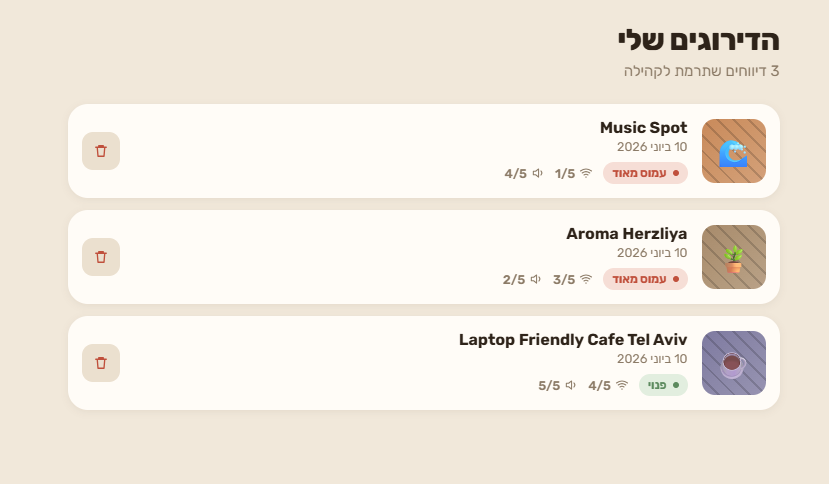 הדירוגים שלי
3 דיווחים שתרמת לקהילה
Music Spot
10 ביוני 2026
עמוס מאוד 1/5 4/5
Aroma Herzliya
10 ביוני 2026
עמוס מאוד 3/5 2/5
Laptop Friendly Cafe Tel Aviv
10 ביוני 2026
פנוי 4/5 5/5